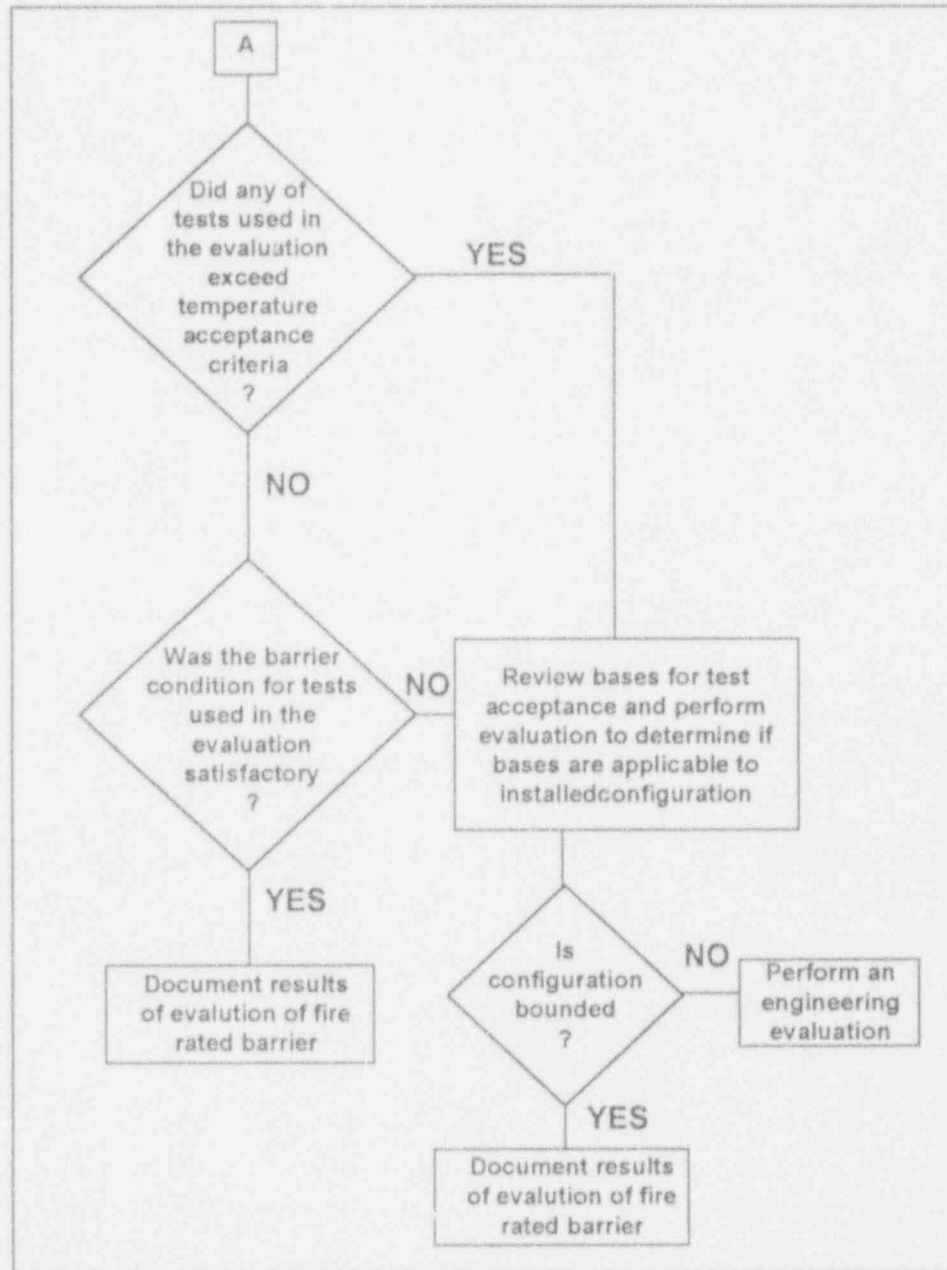 A
Did any of
tests used in
the evaluation
exceed
temperature
acceptance
criteria
?
YES
NO
Was the barrier
condition for tests
used in the
evaluation
satisfactory
?
NO
Review bases for test
acceptance and perform
evaluation to determine if
bases are applicable to
installedconfiguration
YES
Document results
of evalution of fire
rated barrier
Is
configuration
bounded
?
NO
Perform an
engineering
evaluation
YES
Document results
of evalution of fire
rated barrier